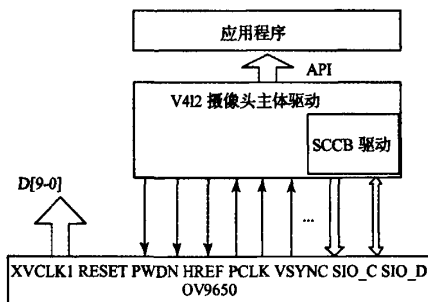 应用程序
API
V4l2 摄像头主体驱动
SCCB 驱动
D[9-0]
...
XVCLK1 RESET PWDN HREF PCLK VSYNC SIO_C SIO_D
OV9650